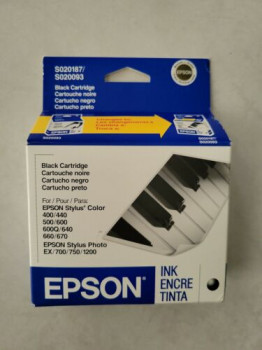 S020187/
S020093
Black Cartridge
Cartouche noire
Cartucho negro
Cartucho preto
EPSON
Black Cartridge
Cartouche noire
Cartucho negro
Cartucho preto
For / Pour / Para:
EPSON Stylus® Color
400/440
500/600
600Q/640
660/670
EPSON Stylus Photo
EX/700/750/1200
EPSON
INK
ENCRE
TINTA